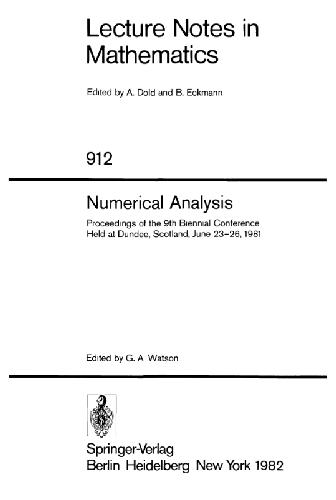 Lecture Notes in
Mathematics
Edited by A. Dold and B. Eckmann
912
Numerical Analysis
Proceedings of the 9th Biennial Conference
Held at Dundee, Scotland, June 23-26, 1981
Edited by G. A. Watson
Springer-Verlag
Berlin Heidelberg New York 1982